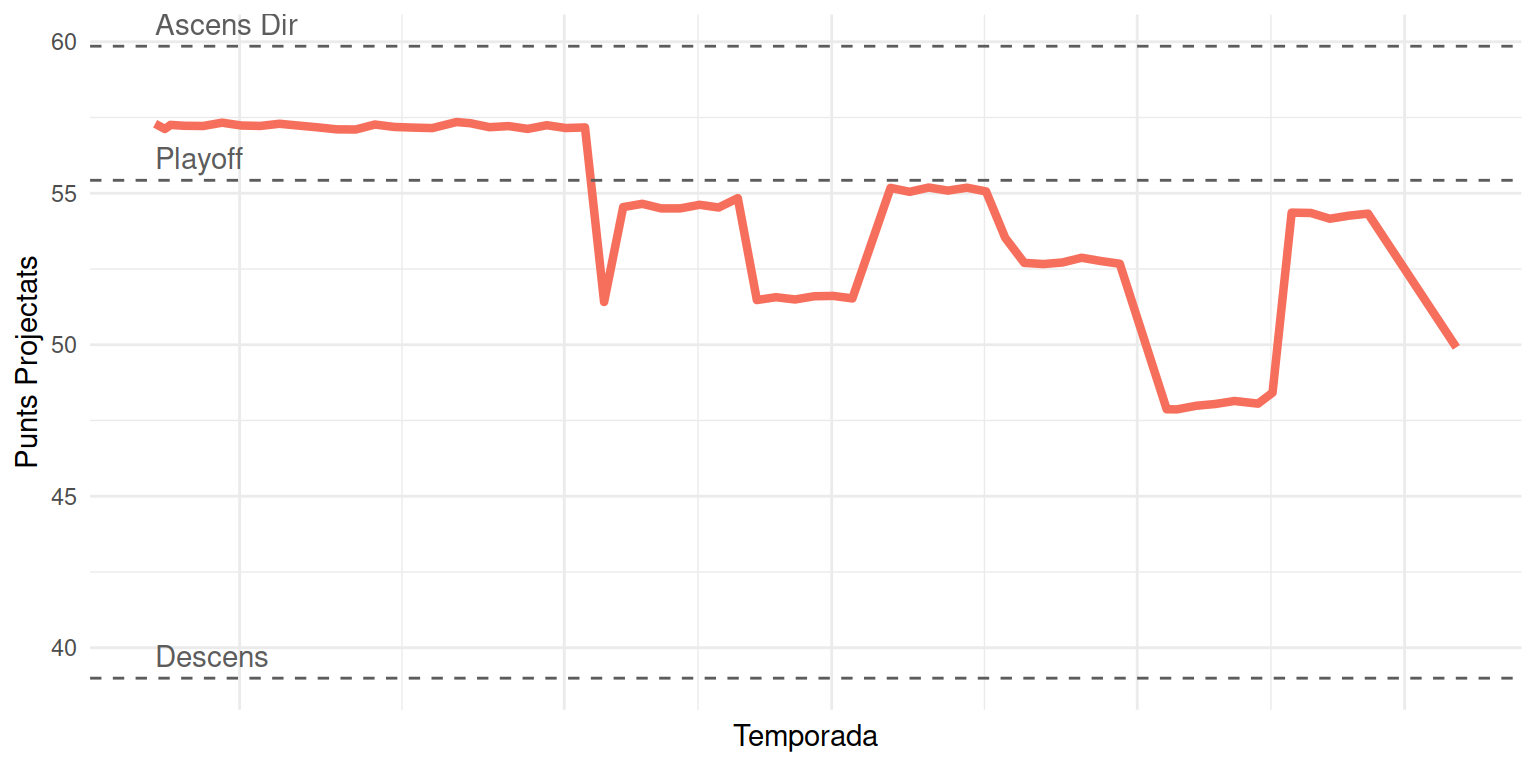 Ascens Dir
60
Playoff
55
50
45
40
Descens
Punts Projectats
Temporada